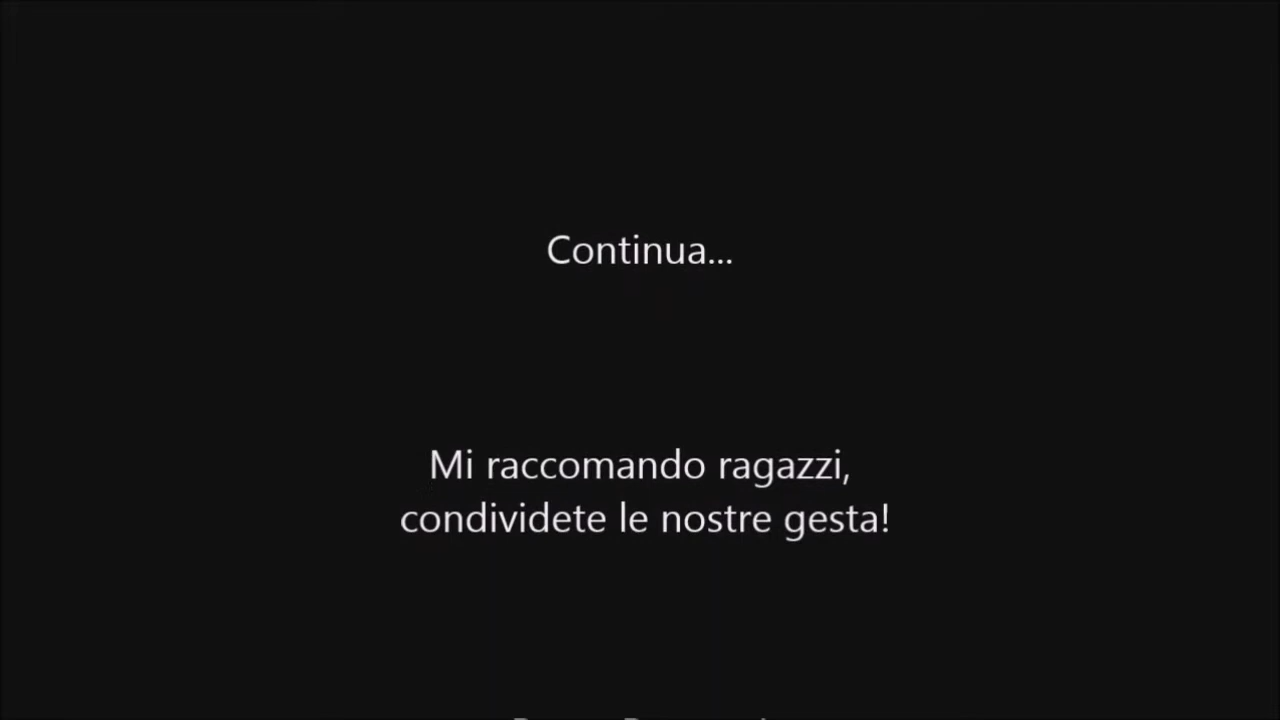 Continua...
Mi raccomando ragazzi,
condividete le nostre gesta!